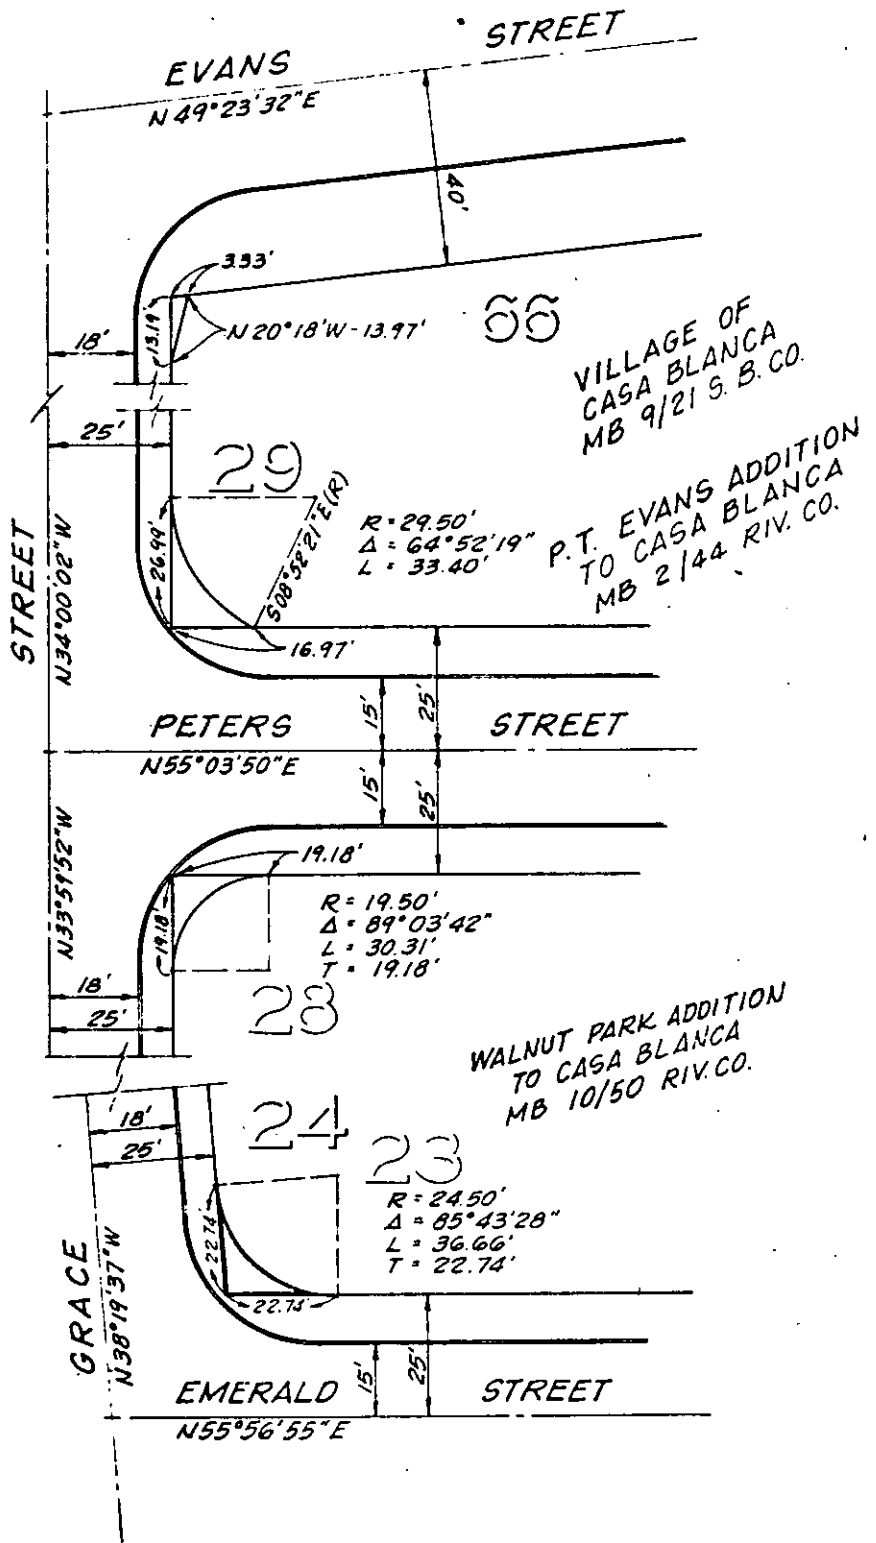 EVANS STREET
N 49°23'32"E
40'
3.33'
13.19'
N 20°18'W - 13.97'
66
18'
VILLAGE OF
CASA BLANCA
MB 9/21 S. B. CO.
25'
29
S08°52'21"E(R)
26.99'
R = 29.50'
Δ = 64°52'19"
L = 33.40'
P.T. EVANS ADDITION
TO CASA BLANCA
MB 2/44 RIV. CO.
STREET
N34°00'02"W
16.97'
15'
25'
PETERS STREET
N55°03'50"E
15'
25'
N33°59'52"W
19.18'
19.18
R = 19.50'
Δ = 89°03'42"
L = 30.31'
T = 19.18'
18'
25'
28
WALNUT PARK ADDITION
TO CASA BLANCA
MB 10/50 RIV. CO.
18'
25'
24
23
R = 24.50'
Δ = 85°43'28"
L = 36.66'
T = 22.74'
22.74'
22.74'
GRACE
N38°19'37"W
15'
25'
EMERALD STREET
N55°56'55"E